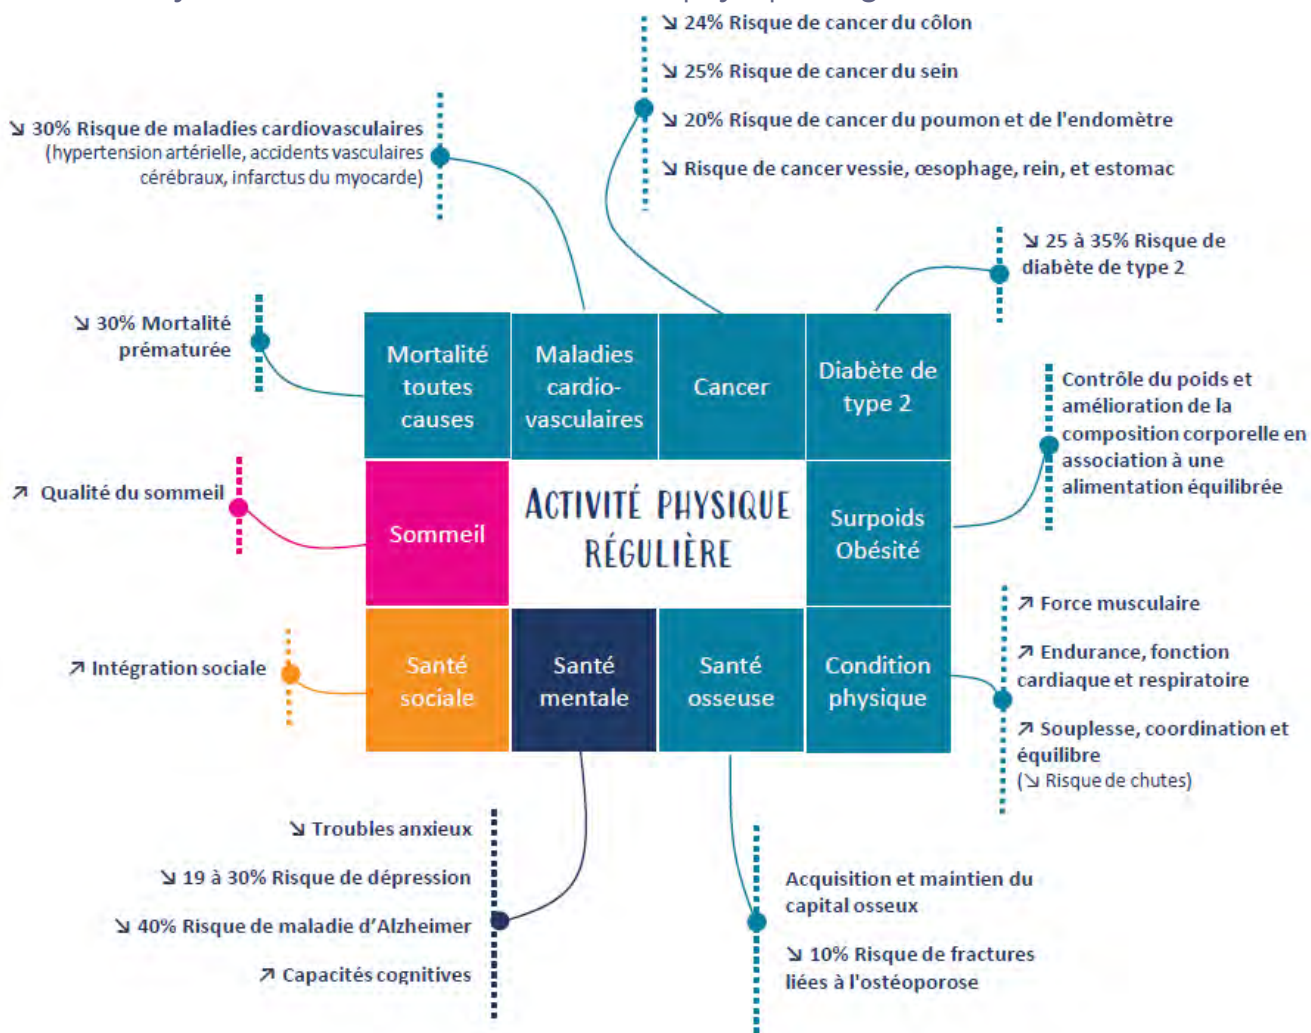 ↘ 24% Risque de cancer du côlon
↘ 25% Risque de cancer du sein
↘ 20% Risque de cancer du poumon et de l'endomètre
↘ Risque de cancer vessie, œsophage, rein, et estomac
↘ 30% Risque de maladies cardiovasculaires
(hypertension artérielle, accidents vasculaires
cérébraux, infarctus du myocarde)
↘ 25 à 35% Risque de
diabète de type 2
↘ 30% Mortalité
prématurée
Mortalité
toutes
causes
Maladies
cardio-
vasculaires
Cancer
Diabète de
type 2
Contrôle du poids et
amélioration de la
composition corporelle en
association à une
alimentation équilibrée
↗ Qualité du sommeil
Sommeil
ACTIVITÉ PHYSIQUE
RÉGULIÈRE
Surpoids
Obésité
↗ Intégration sociale
Santé
sociale
Santé
mentale
Santé
osseuse
Condition
physique
↗ Force musculaire
↗ Endurance, fonction
cardiaque et respiratoire
↗ Souplesse, coordination et
équilibre
(↘ Risque de chutes)
↘ Troubles anxieux
↘ 19 à 30% Risque de dépression
↘ 40% Risque de maladie d’Alzheimer
↗ Capacités cognitives
Acquisition et maintien du
capital osseux
↘ 10% Risque de fractures
liées à l'ostéoporose